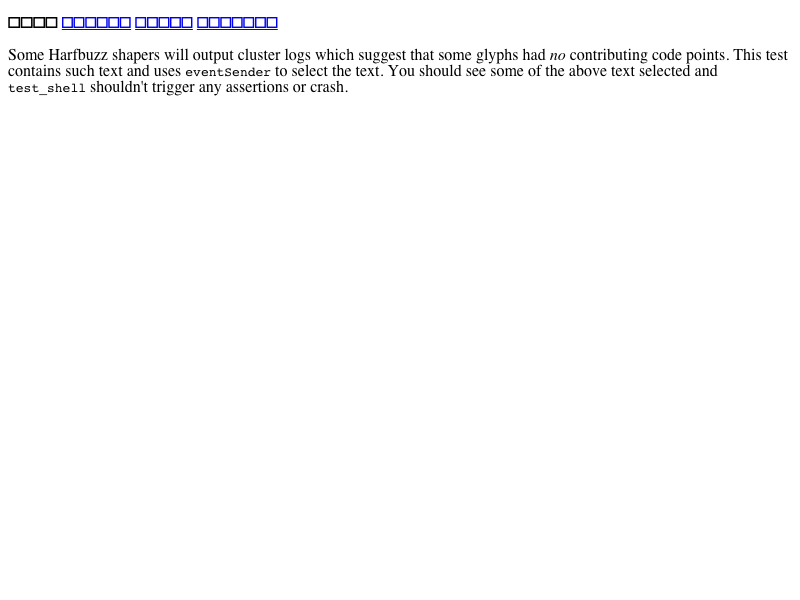 Some Harfbuzz shapers will output cluster logs which suggest that some glyphs had no contributing code points. This test
contains such text and uses eventSender to select the text. You should see some of the above text selected and
test_shell shouldn't trigger any assertions or crash.